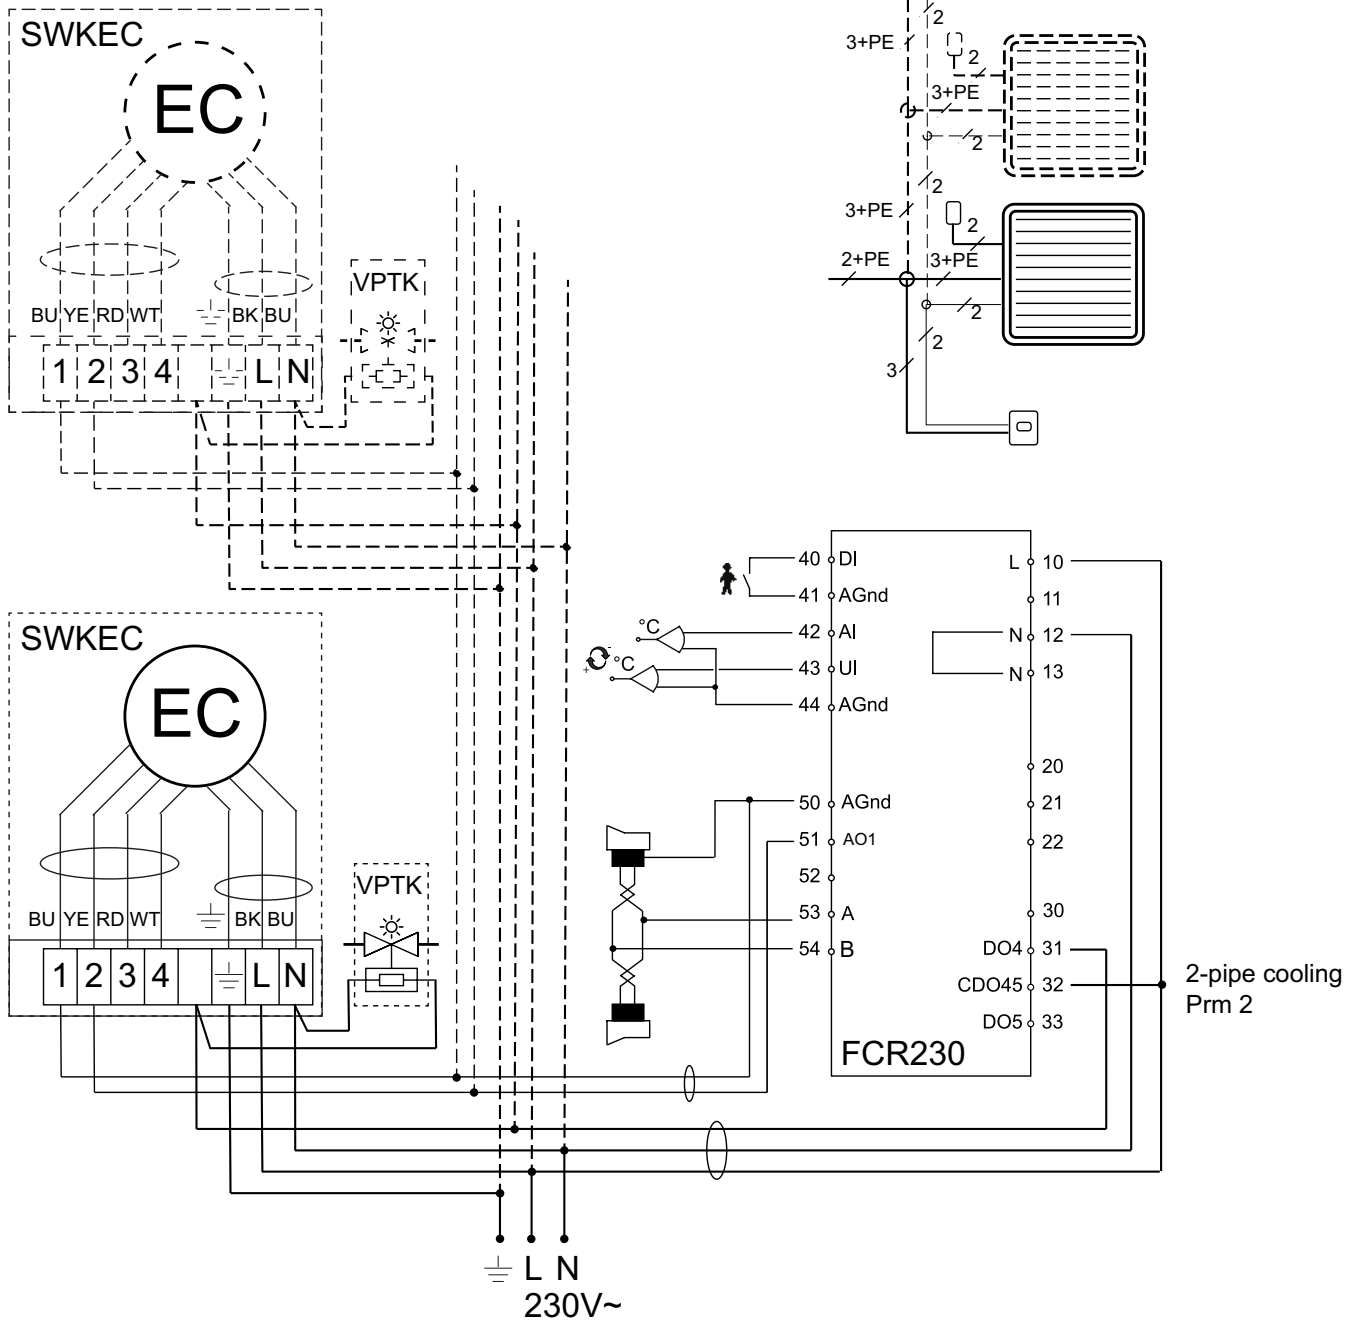 SWKEC
EC
BU YE RD WT BK BU
1 2 3 4 L N
VPTK
2
3+PE
2
3+PE
2
2
3+PE
2
2+PE
3+PE
2
2
3
SWKEC
EC
BU YE RD WT BK BU
1 2 3 4 L N
VPTK
°C
°C
40 DI
41 AGnd
42 AI
43 UI
44 AGnd
50 AGnd
51 AO1
52
53 A
54 B
L 10
11
N 12
N 13
20
21
22
30
DO4 31
CDO45 32
DO5 33
FCR230
2-pipe cooling
Prm 2
L N
230V~